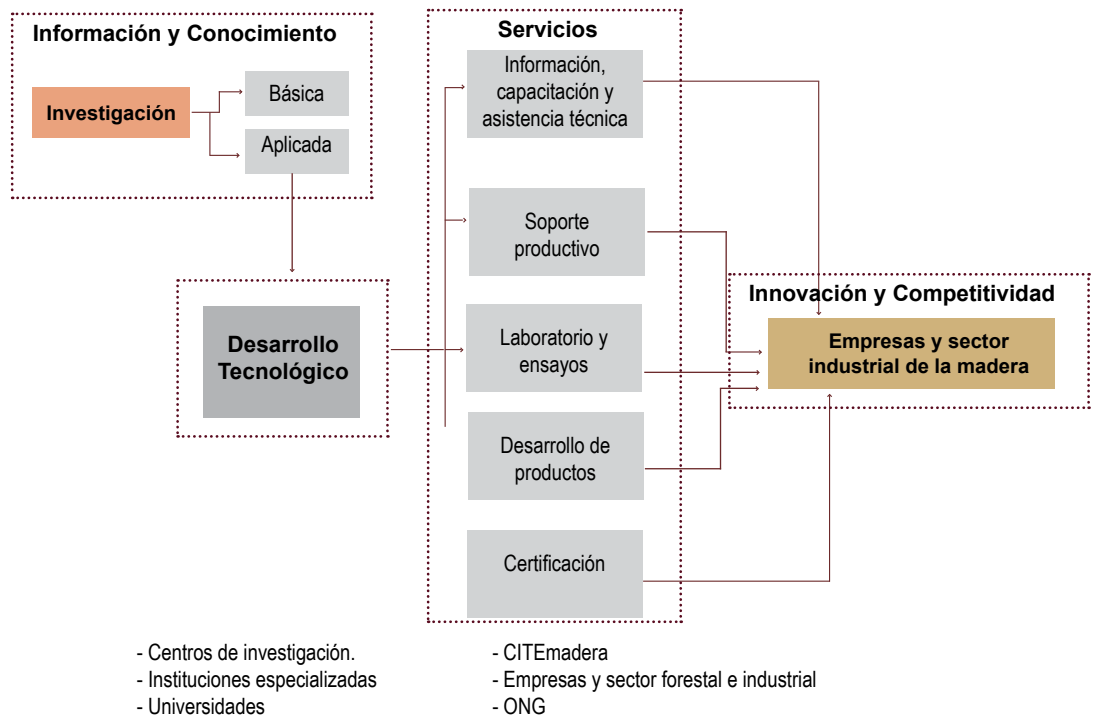 Información y Conocimiento
Investigación
Básica
Aplicada
Desarrollo
Tecnológico
Servicios
Información,
capacitación y
asistencia técnica
Soporte
productivo
Laboratorio y
ensayos
Desarrollo de
productos
Certificación
Innovación y Competitividad
Empresas y sector
industrial de la madera
- Centros de investigación.
- Instituciones especializadas
- Universidades
- CITEmadera
- Empresas y sector forestal e industrial
- ONG